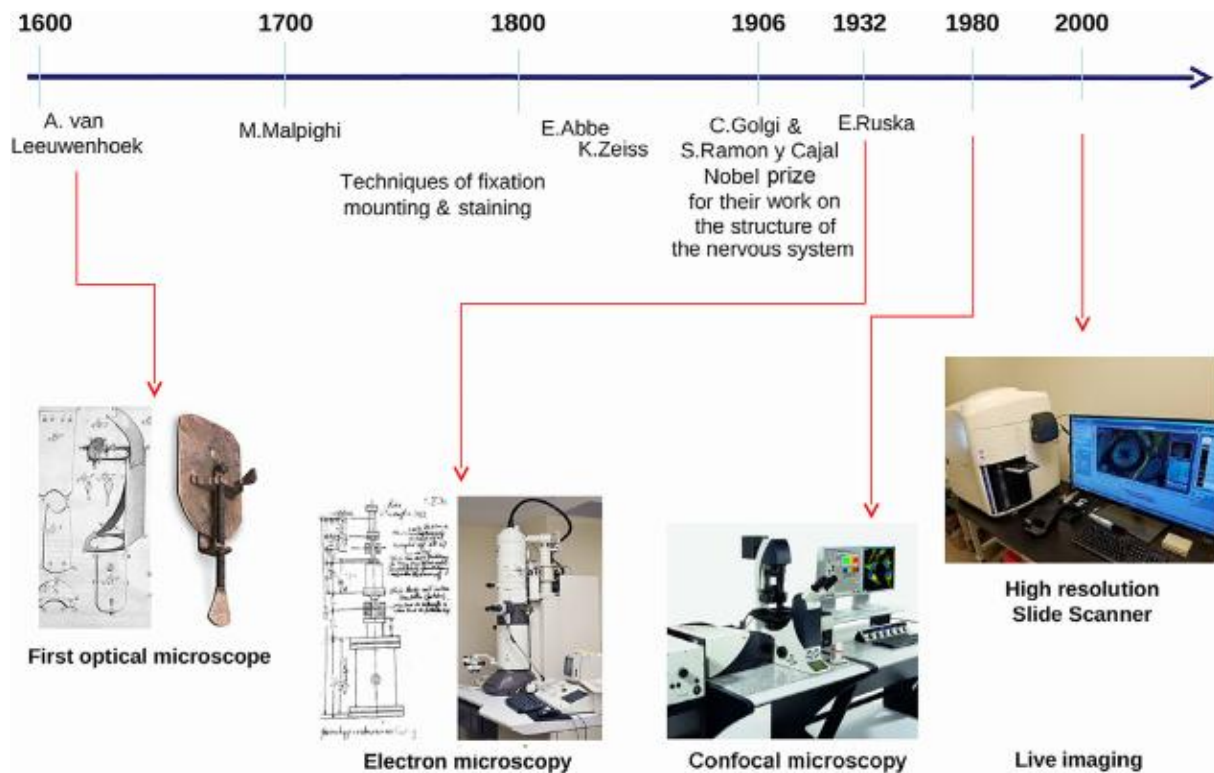 1600
1700
1800
1906
1932
1980
2000
A. van
Leeuwenhoek
M.Malpighi
E.Abbe
K.Zeiss
C.Golgi &
S.Ramon y Cajal
Nobel prize
for their work on
the structure of
the nervous system
E.Ruska
Techniques of fixation
mounting & staining
First optical microscope
Electron microscopy
Confocal microscopy
High resolution
Slide Scanner
Live imaging